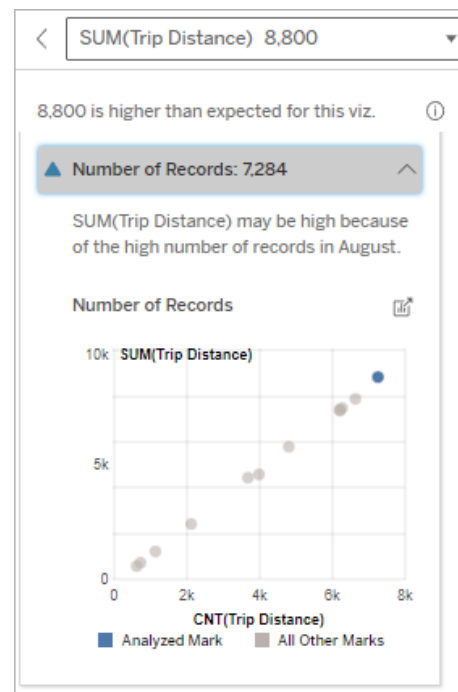 SUM(Trip Distance) 8,800
8,800 is higher than expected for this viz.
Number of Records: 7,284
SUM(Trip Distance) may be high because
of the high number of records in August.
Number of Records
10k
SUM(Trip Distance)
5k
0
0 2k 4k 6k 8k
CNT(Trip Distance)
Analyzed Mark All Other Marks